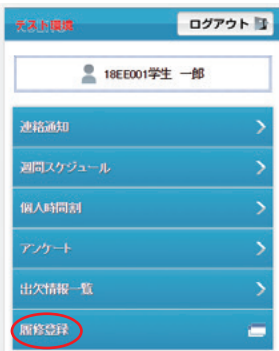 テスト環境
ログアウト
18EE001学生 一郎
連絡通知
週間スケジュール
個人時間割
アンケート
出欠情報一覧
履修登録